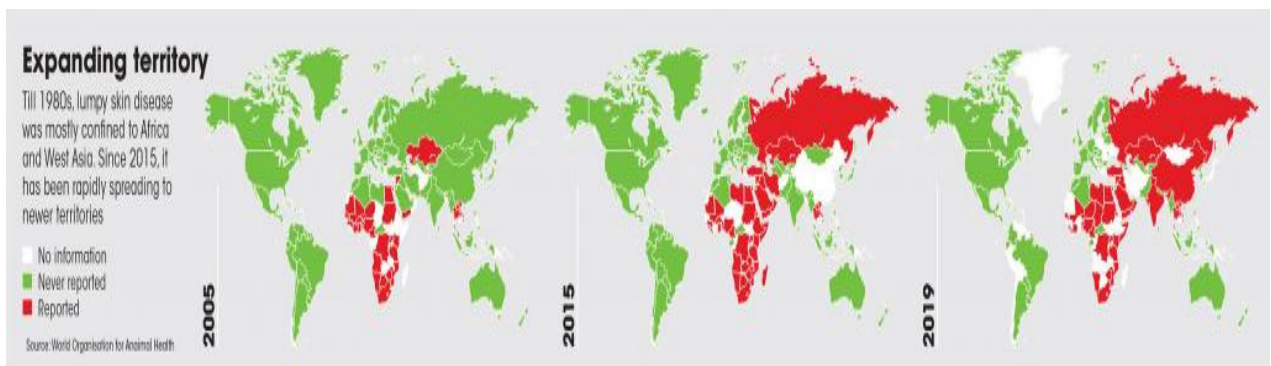 Expanding territory
Till 1980s, lumpy skin disease
was mostly confined to Africa
and West Asia. Since 2015, it
has been rapidly spreading to
newer territories
No information
Never reported
Reported
Source: World Organisation for Anaimal Health
2005
2015
2019